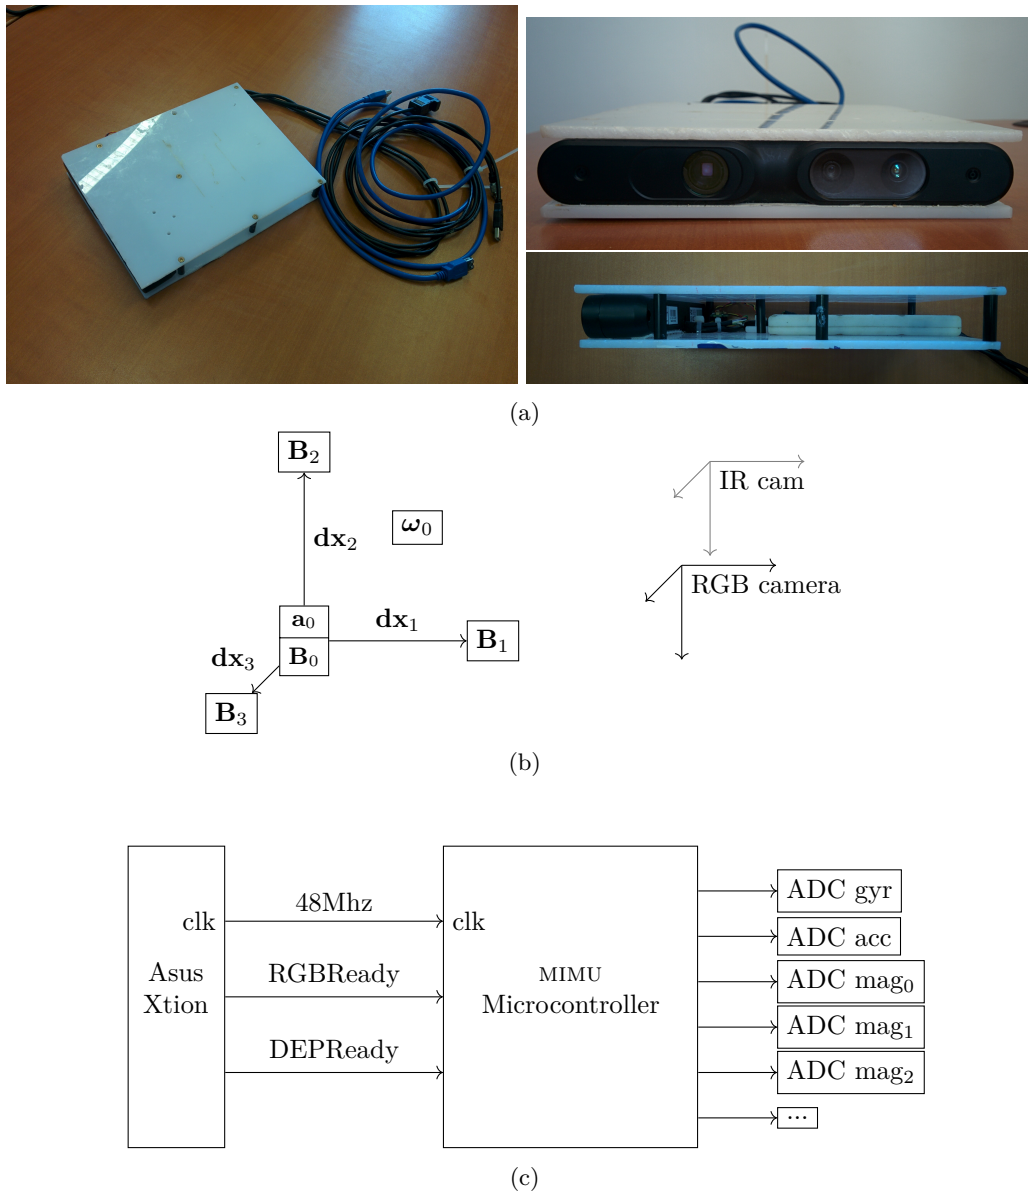 (a)
B₂
ω₀
dx₂
IR cam
RGB camera
a₀
dx₁
B₀
B₁
dx₃
B₃
(b)
48Mhz
clk
clk
RGBReady
Asus
Xtion
MIMU
Microcontroller
DEPReady
ADC gyr
ADC acc
ADC mag₀
ADC mag₁
ADC mag₂
...
(c)